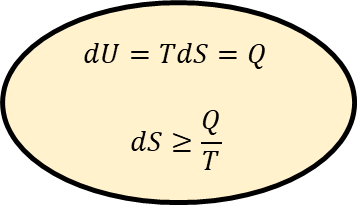 dU = TdS = Q
dS ≥ Q/T